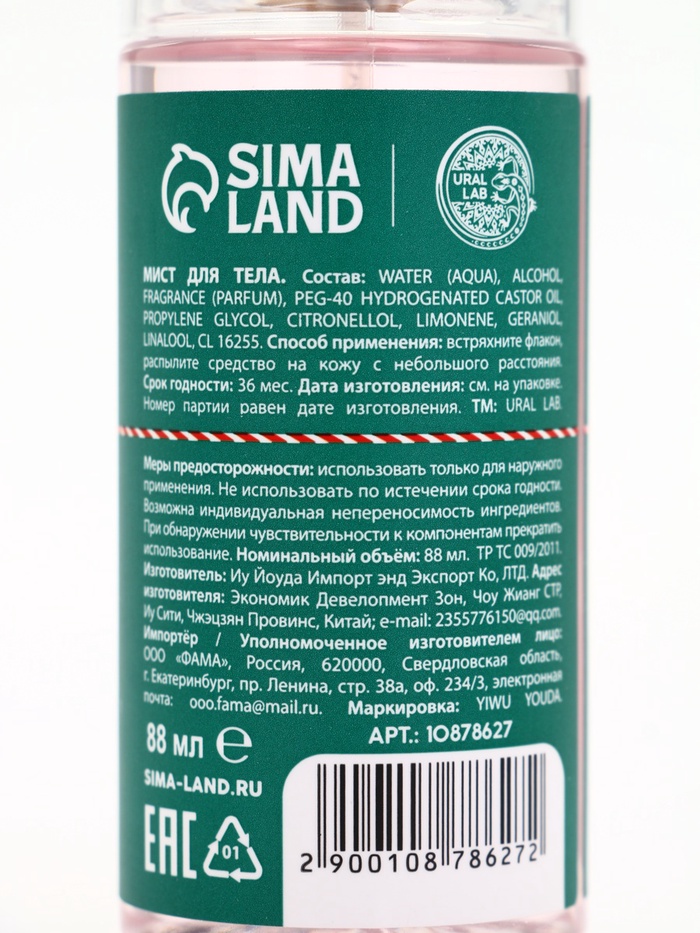 SIMA
LAND
URAL
LAB
МИСТ ДЛЯ ТЕЛА. Состав: WATER (AQUA), ALCOHOL,
FRAGRANCE (PARFUM), PEG-40 HYDROGENATED CASTOR OIL,
PROPYLENE GLYCOL, CITRONELLOL, LIMONENE, GERANIOL,
LINALOOL, CL 16255. Способ применения: встряхните флакон,
распылите средство на кожу с небольшого расстояния.
Срок годности: 36 мес. Дата изготовления: см. на упаковке.
Номер партии равен дате изготовления. ТМ: URAL LAB.
Меры предосторожности: использовать только для наружного
применения. Не использовать по истечении срока годности.
Возможна индивидуальная непереносимость ингредиентов.
При обнаружении чувствительности к компонентам прекратить
использование. Номинальный объём: 88 мл. ТР ТС 009/2011.
Изготовитель: Иу Йоуда Импорт энд Экспорт Ко, ЛТД. Адрес
изготовителя: Экономик Девелопмент Зон, Чоу Жианг СТР,
Иу Сити, Чжэцзян Провинс, Китай; e-mail: 2355776150@qq.com.
Импортёр / Уполномоченное изготовителем лицо:
ООО «ФАМА», Россия, 620000, Свердловская область,
г. Екатеринбург, пр. Ленина, стр. 38а, оф. 234/3, электронная
почта: ooo.fama@mail.ru. Маркировка: YIWU YOUDA.
88 мл ℮
АРТ.: 10878627
SIMA-LAND.RU
EAC
01
2 900108 786272